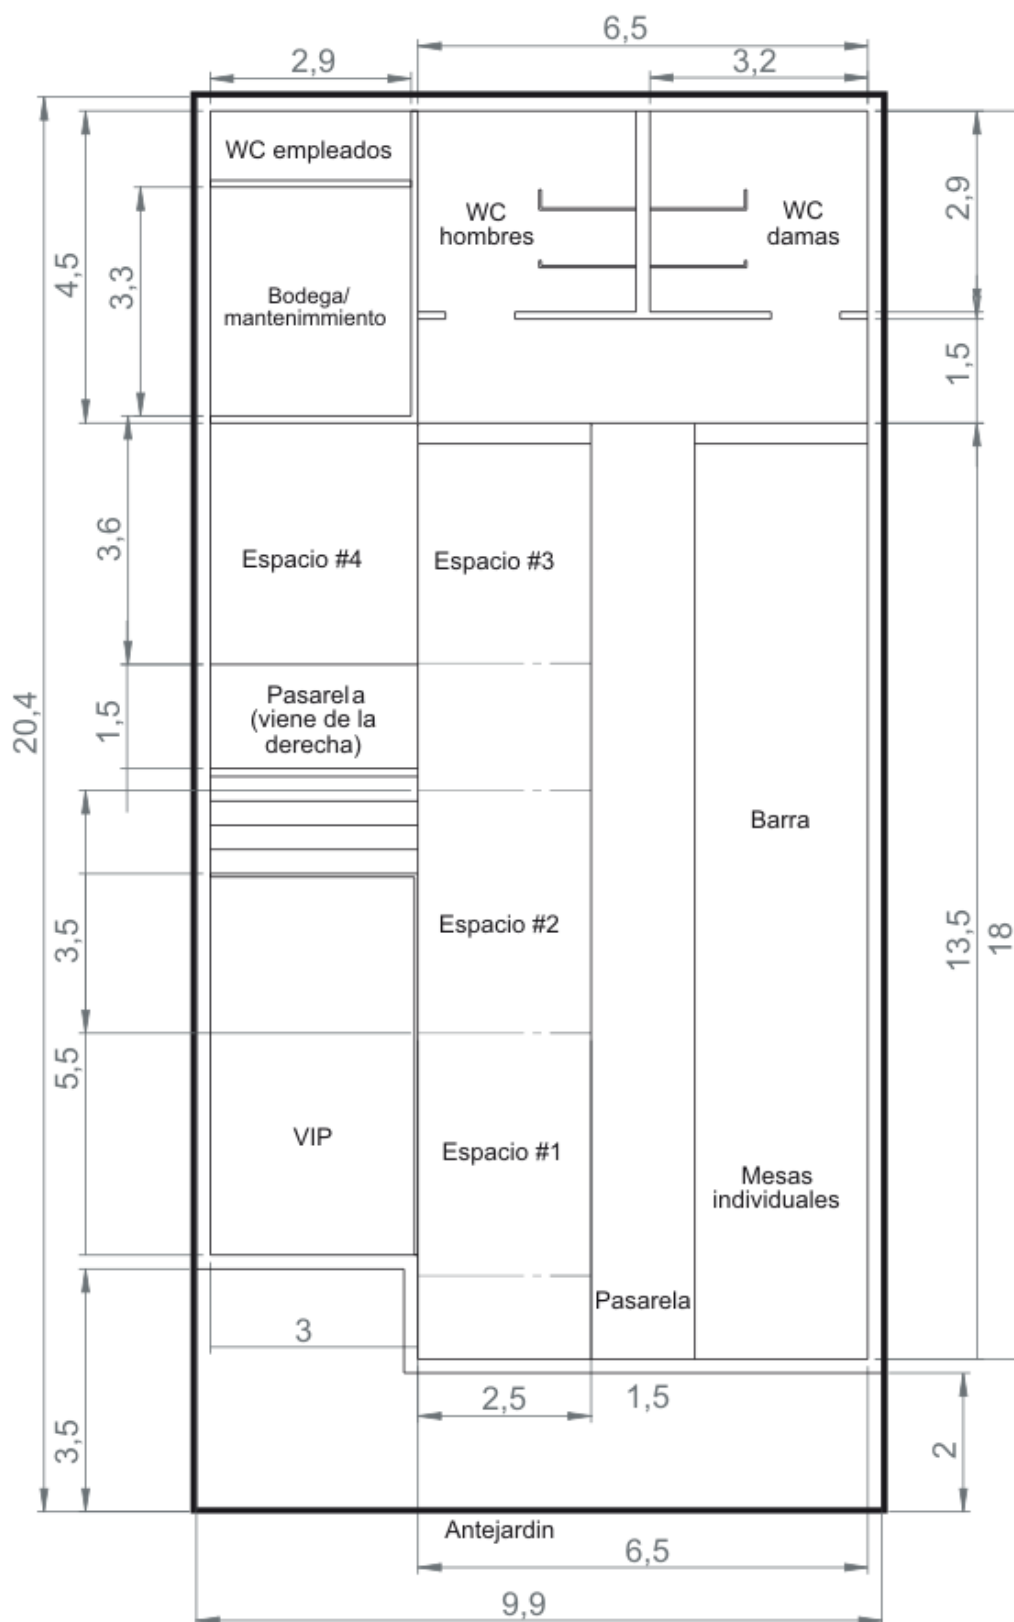 6,5
2,9
3,2
WC empleados
WC
hombres
WC
damas
2,9
4,5
3,3
Bodega/
mantenimmiento
1,5
3,6
Espacio #4
Espacio #3
20,4
1,5
Pasarela
(viene de la
derecha)
Barra
3,5
Espacio #2
13,5
18
5,5
VIP
Espacio #1
Mesas
individuales
Pasarela
3
2,5
1,5
3,5
2
Antejardin
6,5
9,9